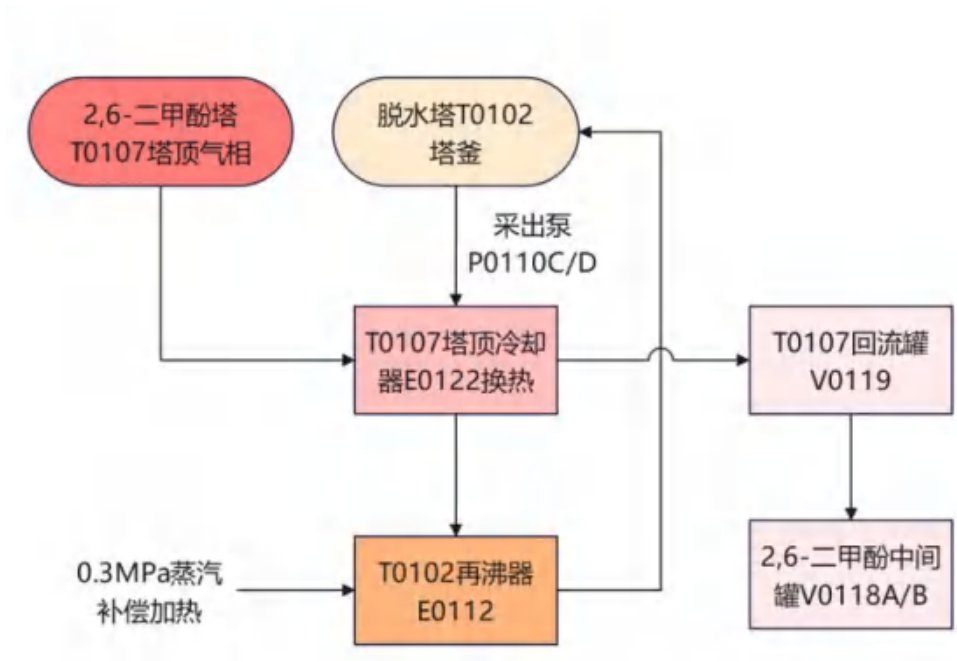 2,6-二甲酚塔
T0107塔顶气相
脱水塔T0102
塔釜
采出泵
P0110C/D
T0107塔顶冷却
器E0122换热
T0107回流罐
V0119
0.3MPa蒸汽
补偿加热
T0102再沸器
E0112
2,6-二甲酚中间
罐V0118A/B